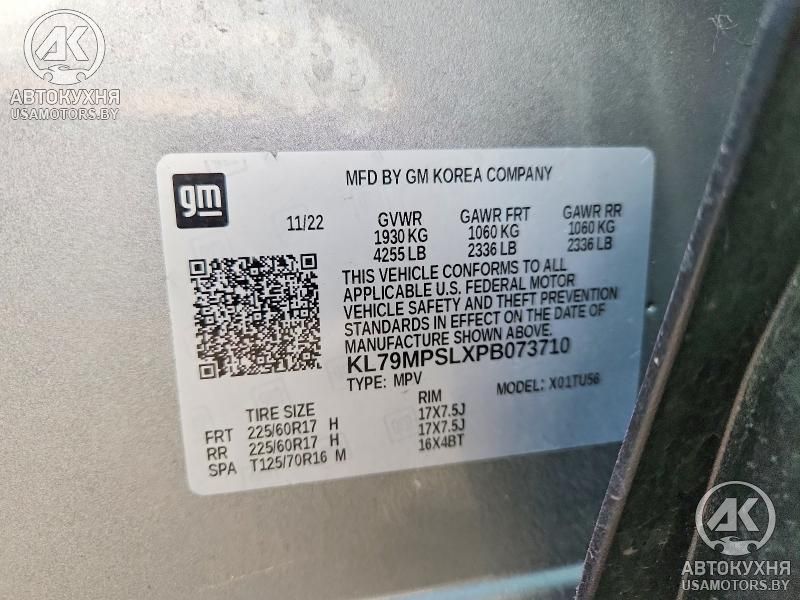 AK
АВТОКУХНЯ
USAMOTORS.BY
gm
MFD BY GM KOREA COMPANY
11/22 GVWR GAWR FRT GAWR RR
1930 KG 1060 KG 1060 KG
4255 LB 2336 LB 2336 LB
THIS VEHICLE CONFORMS TO ALL
APPLICABLE U.S. FEDERAL MOTOR
VEHICLE SAFETY AND THEFT PREVENTION
STANDARDS IN EFFECT ON THE DATE OF
MANUFACTURE SHOWN ABOVE.
KL79MPSLXPB073710
TYPE: MPV MODEL: X01TU56
TIRE SIZE RIM
FRT 225/60R17 H 17X7.5J
RR 225/60R17 H 17X7.5J
SPA T125/70R16 M 16X4BT
AK
АВТОКУХНЯ
USAMOTORS.BY